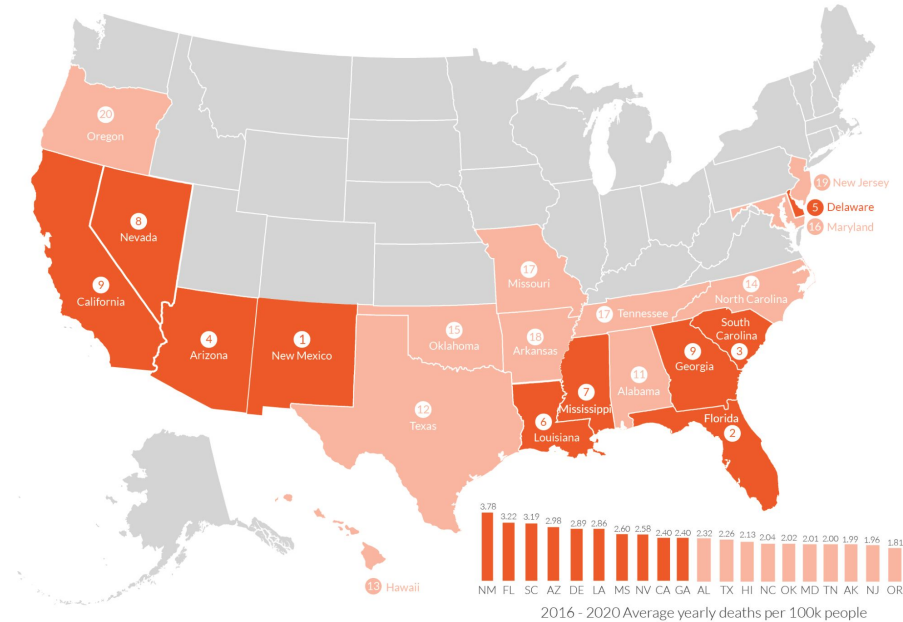 20
Oregon
8
Nevada
9
California
4
Arizona
1
New Mexico
17
Missouri
15
Oklahoma
18
Arkansas
12
Texas
17 Tennessee
14
North Carolina
South
Carolina
3
9
Georgia
11
Alabama
7
Mississippi
6
Louisiana
Florida
2
19 New Jersey
5 Delaware
16 Maryland
13 Hawaii
3.78 3.22 3.19 2.98 2.89 2.86 2.60 2.58 2.40 2.40 2.32 2.26 2.13 2.04 2.02 2.01 2.00 1.99 1.96 1.81
NM FL SC AZ DE LA MS NV CA GA AL TX HI NC OK MD TN AK NJ OR
2016 - 2020 Average yearly deaths per 100k people